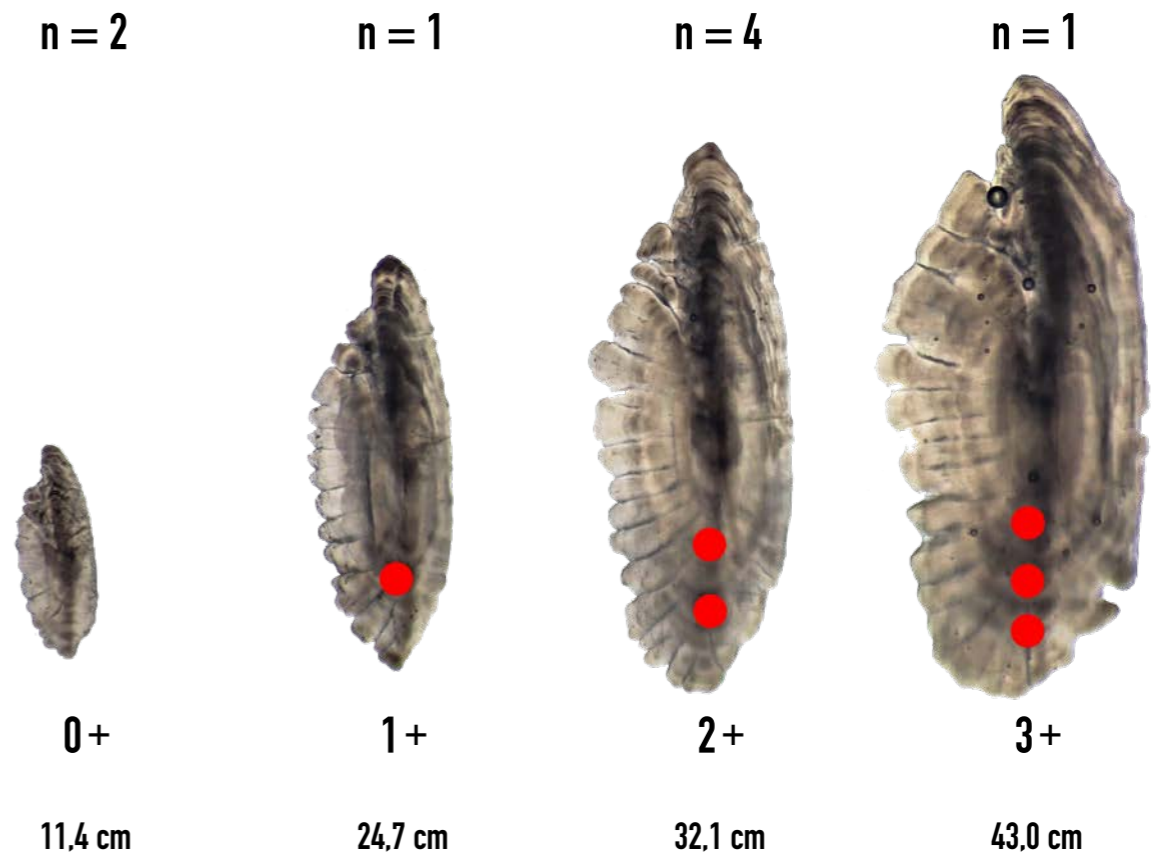 n = 2 n = 1 n = 4 n = 1
0+ 1+ 2+ 3+
11,4 cm 24,7 cm 32,1 cm 43,0 cm